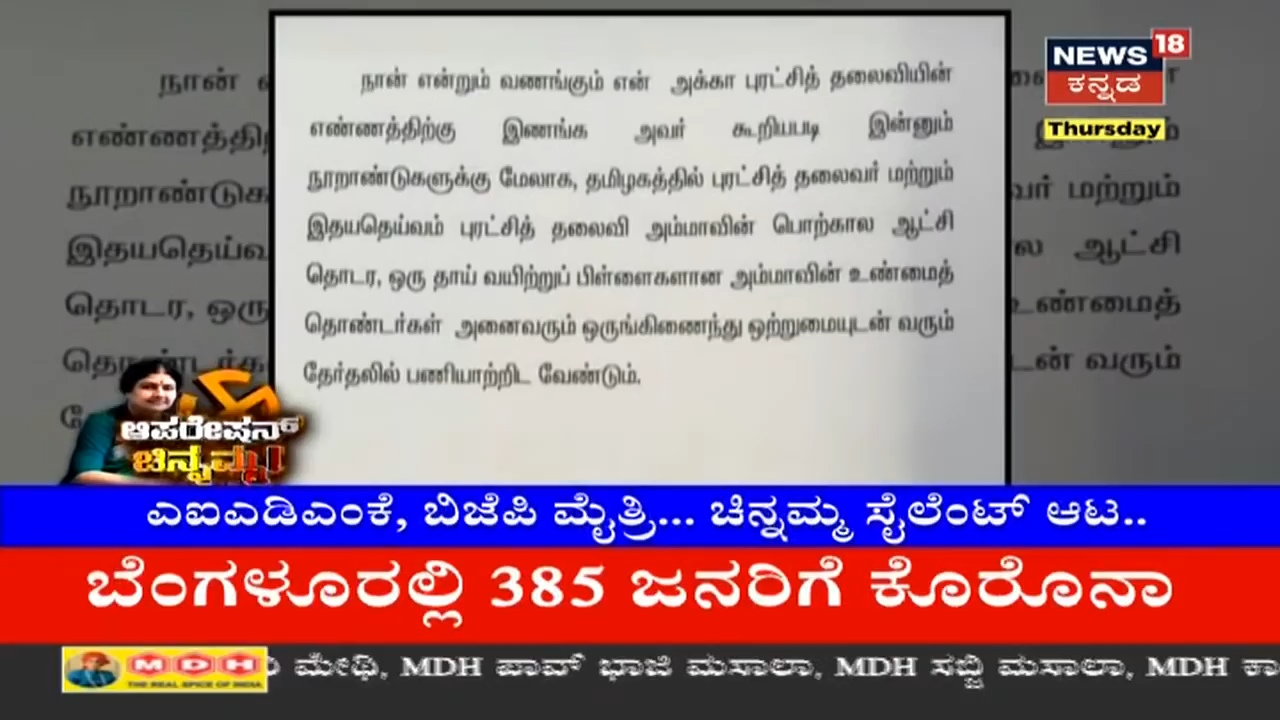 நான் என்றும் வணங்கும் என் அக்கா புரட்சித் தலைவியின்
எண்ணத்திற்கு இணங்க அவர் கூறியபடி இன்னும்
நூறாண்டுகளுக்கு மேலாக, தமிழகத்தில் புரட்சித் தலைவர் மற்றும்
இதயதெய்வம் புரட்சித் தலைவி அம்மாவின் பொற்கால ஆட்சி
தொடர, ஒரு தாய் வயிற்றுப் பிள்ளைகளான அம்மாவின் உண்மைத்
தொண்டர்கள் அனைவரும் ஒருங்கிணைந்து ஒற்றுமையுடன் வரும்
தேர்தலில் பணியாற்றிட வேண்டும்.
NEWS 18
ಕನ್ನಡ
Thursday
ಆಪರೇಷನ್
ಚಿನ್ನಮ್ಮ!
ಎಐಎಡಿಎಂಕೆ, ಬಿಜೆಪಿ ಮೈತ್ರಿ... ಚಿನ್ನಮ್ಮ ಸೈಲೆಂಟ್ ಆಟ..
ಬೆಂಗಳೂರಲ್ಲಿ 385 ಜನರಿಗೆ ಕೊರೊನಾ
MDH
THE REAL SPICE OF INDIA
ಮೇಥಿ, MDH ಪಾವ್ ಭಾಜಿ ಮಸಾಲಾ, MDH ಸಬ್ಜಿ ಮಸಾಲಾ, MDH